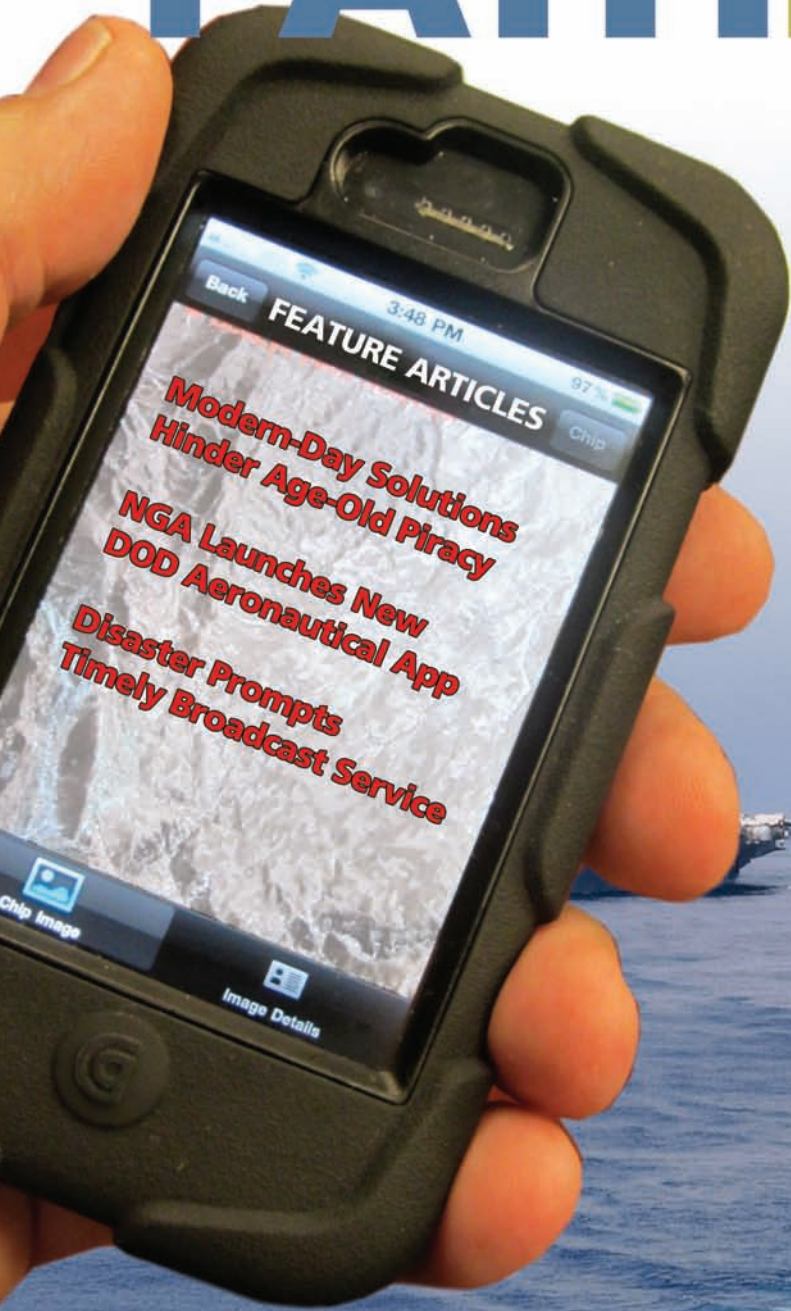 3:48 PM 97%
Back FEATURE ARTICLES Chip
Modern-Day Solutions
Hinder Age-Old Piracy
NGA Launches New
DOD Aeronautical App
Disaster Prompts
Timely Broadcast Service
Chip Image
Image Details